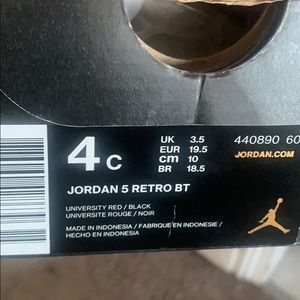 4 C
UK 3.5
EUR 19.5
cm 10
BR 18.5
440890 60
JORDAN.COM
JORDAN 5 RETRO BT
UNIVERSITY RED / BLACK
UNIVERSITE ROUGE / NOIR
MADE IN INDONESIA / FABRIQUE EN INDONESIE /
HECHO EN INDONESIA